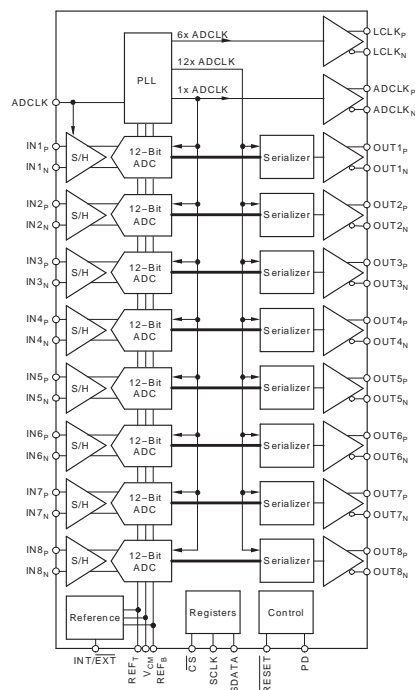 6x ADCLK
LCLKP
LCLKN
12x ADCLK
PLL
1x ADCLK
ADCLKP
ADCLKN
ADCLK
IN1P
IN1N
S/H
12-Bit
ADC
Serializer
OUT1P
OUT1N
IN2P
IN2N
S/H
12-Bit
ADC
Serializer
OUT2P
OUT2N
IN3P
IN3N
S/H
12-Bit
ADC
Serializer
OUT3P
OUT3N
IN4P
IN4N
S/H
12-Bit
ADC
Serializer
OUT4P
OUT4N
IN5P
IN5N
S/H
12-Bit
ADC
Serializer
OUT5P
OUT5N
IN6P
IN6N
S/H
12-Bit
ADC
Serializer
OUT6P
OUT6N
IN7P
IN7N
S/H
12-Bit
ADC
Serializer
OUT7P
OUT7N
IN8P
IN8N
S/H
12-Bit
ADC
Serializer
OUT8P
OUT8N
Reference
Registers
Control
INT/EXT
REFT
VCM
REFB
CS
SCLK
SDATA
RESET
PD